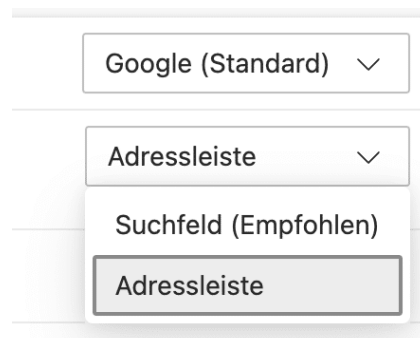 Google (Standard)
Adressleiste
Suchfeld (Empfohlen)
Adressleiste